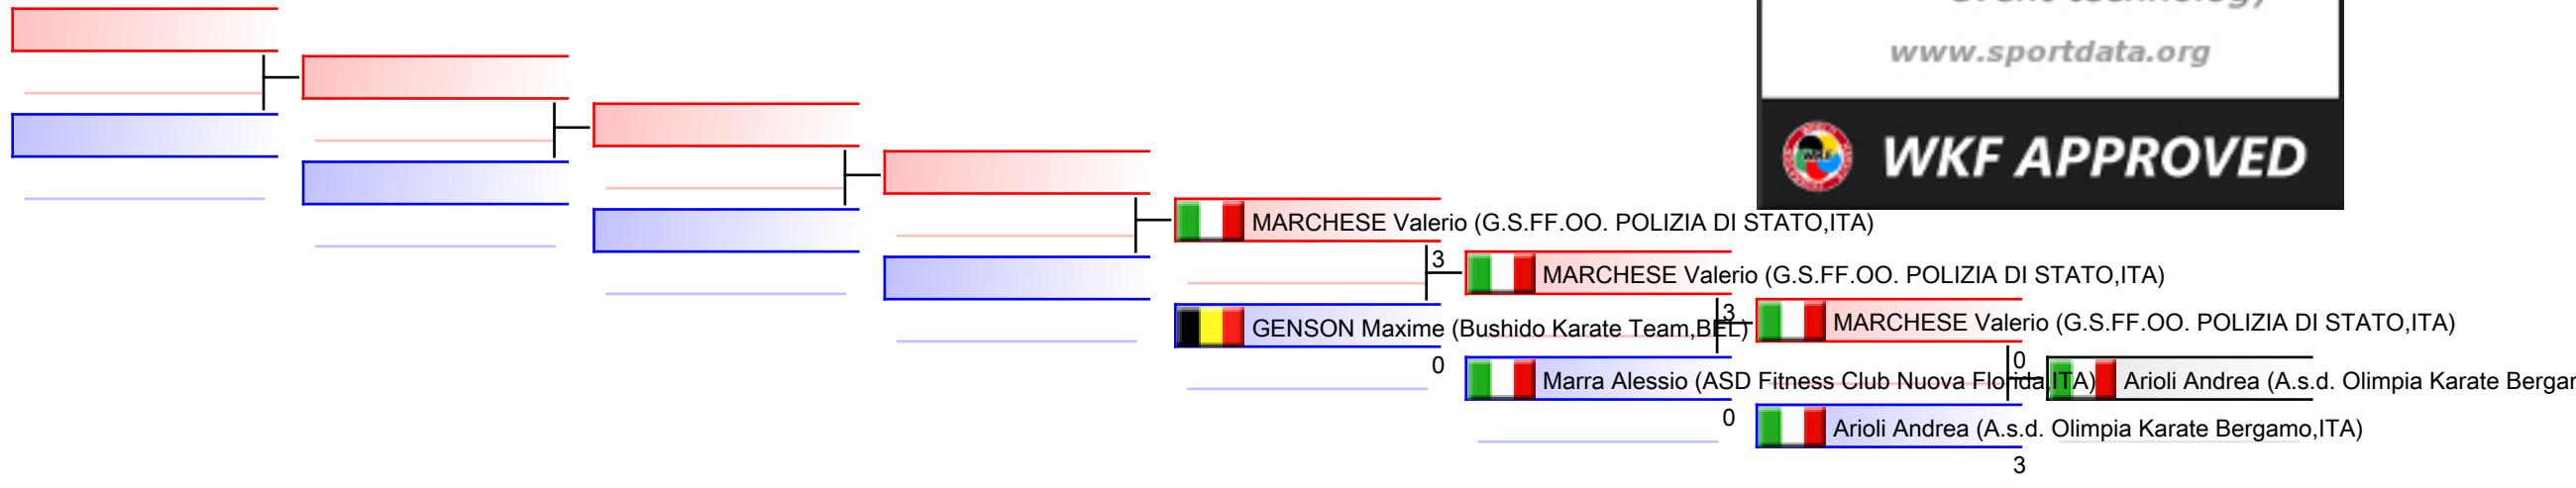 www.sportdata.org
WKF APPROVED
MARCHESE Valerio (G.S.FF.OO. POLIZIA DI STATO,ITA)
3
MARCHESE Valerio (G.S.FF.OO. POLIZIA DI STATO,ITA)
3
GENSON Maxime (Bushido Karate Team,BEL)
MARCHESE Valerio (G.S.FF.OO. POLIZIA DI STATO,ITA)
0
0
Marra Alessio (ASD Fitness Club Nuova Florida,ITA)
Arioli Andrea (A.s.d. Olimpia Karate Bergam
0
Arioli Andrea (A.s.d. Olimpia Karate Bergamo,ITA)
3